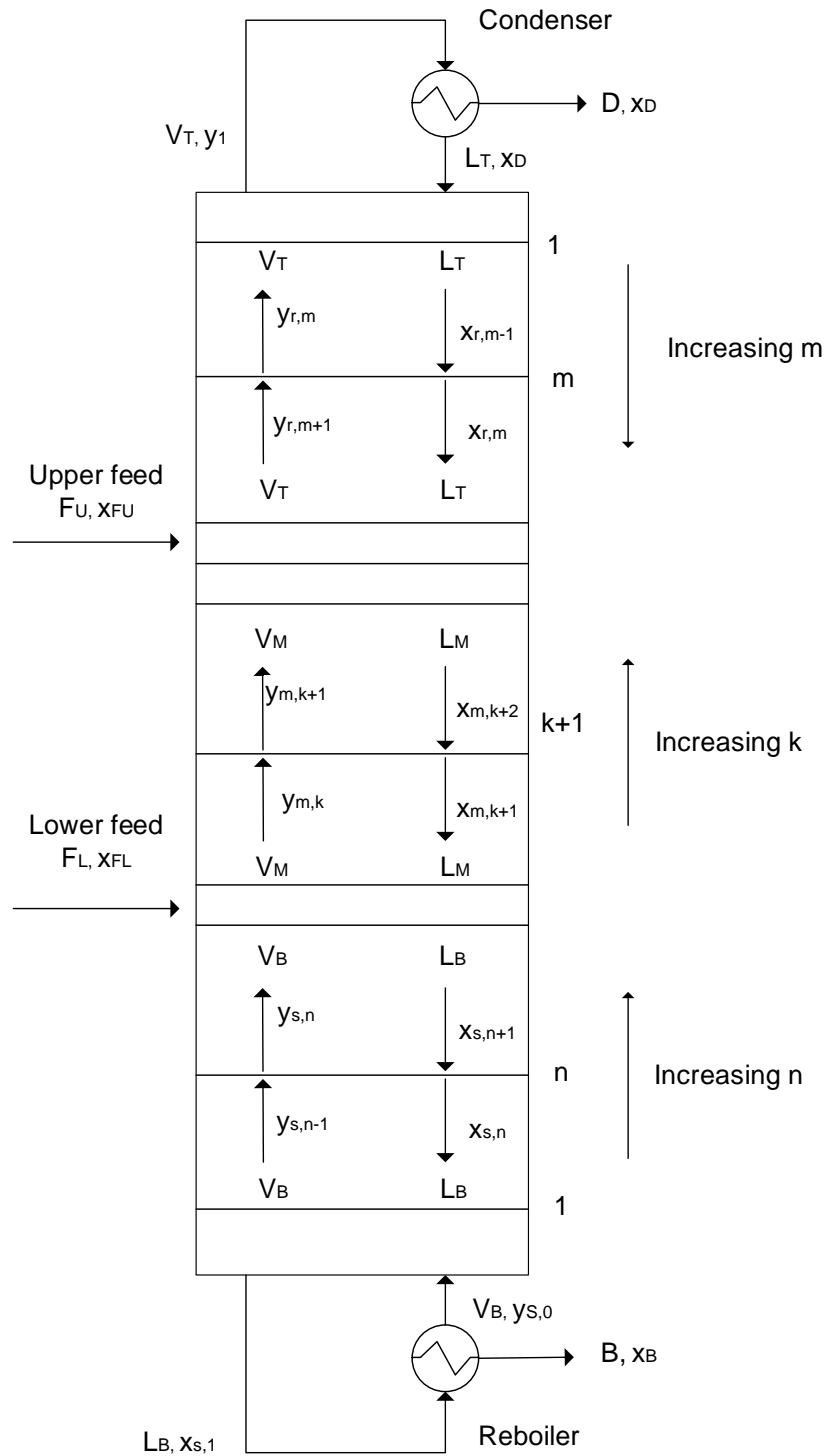 Condenser
D, xD
VT, y1
LT, xD
1
VT LT
yr,m
xr,m-1
Increasing m
m
yr,m+1
xr,m
Upper feed
FU, xFU
VT LT
VM LM
ym,k+1
xm,k+2
k+1
Increasing k
ym,k
xm,k+1
Lower feed
FL, xFL
VM LM
VB LB
ys,n
xs,n+1
n
Increasing n
ys,n-1
xs,n
VB LB
1
VB, yS,0
B, xB
LB, xs,1
Reboiler